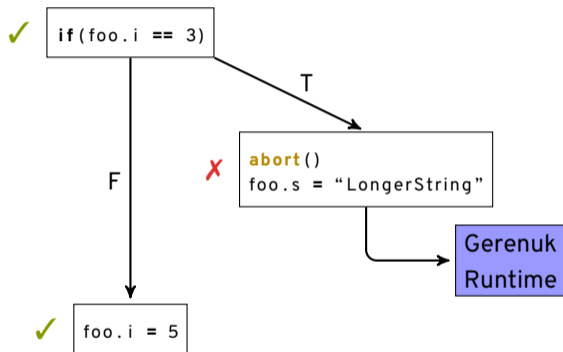 ✓
if(foo.i == 3)
T
F
✗
abort()
foo.s = “LongerString”
Gerenuk
Runtime
✓
foo.i = 5